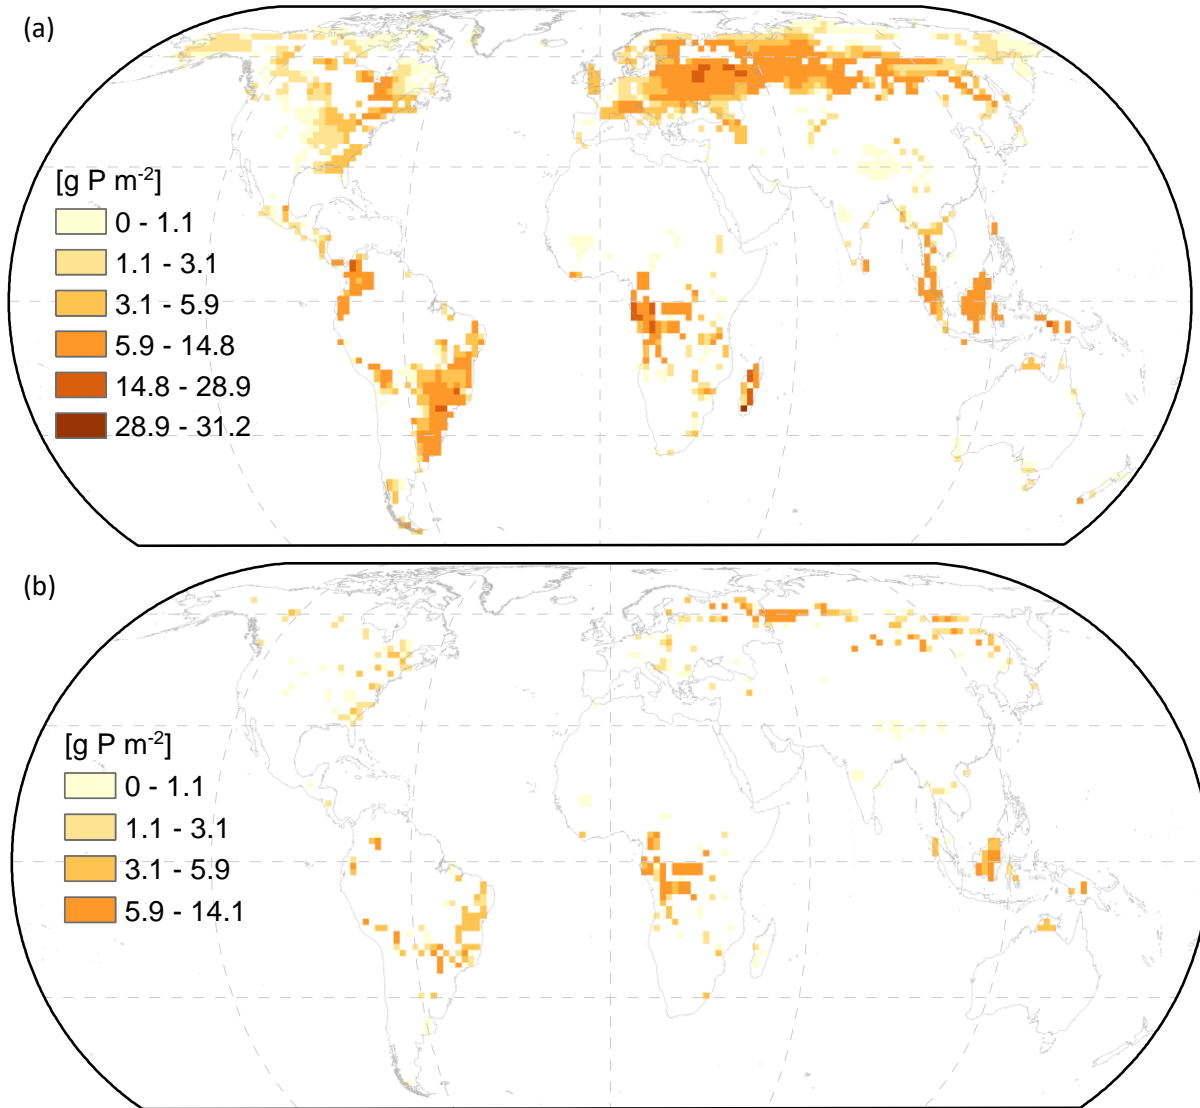 (a)
[g P m-2]
0 - 1.1
1.1 - 3.1
3.1 - 5.9
5.9 - 14.8
14.8 - 28.9
28.9 - 31.2
(b)
[g P m-2]
0 - 1.1
1.1 - 3.1
3.1 - 5.9
5.9 - 14.1